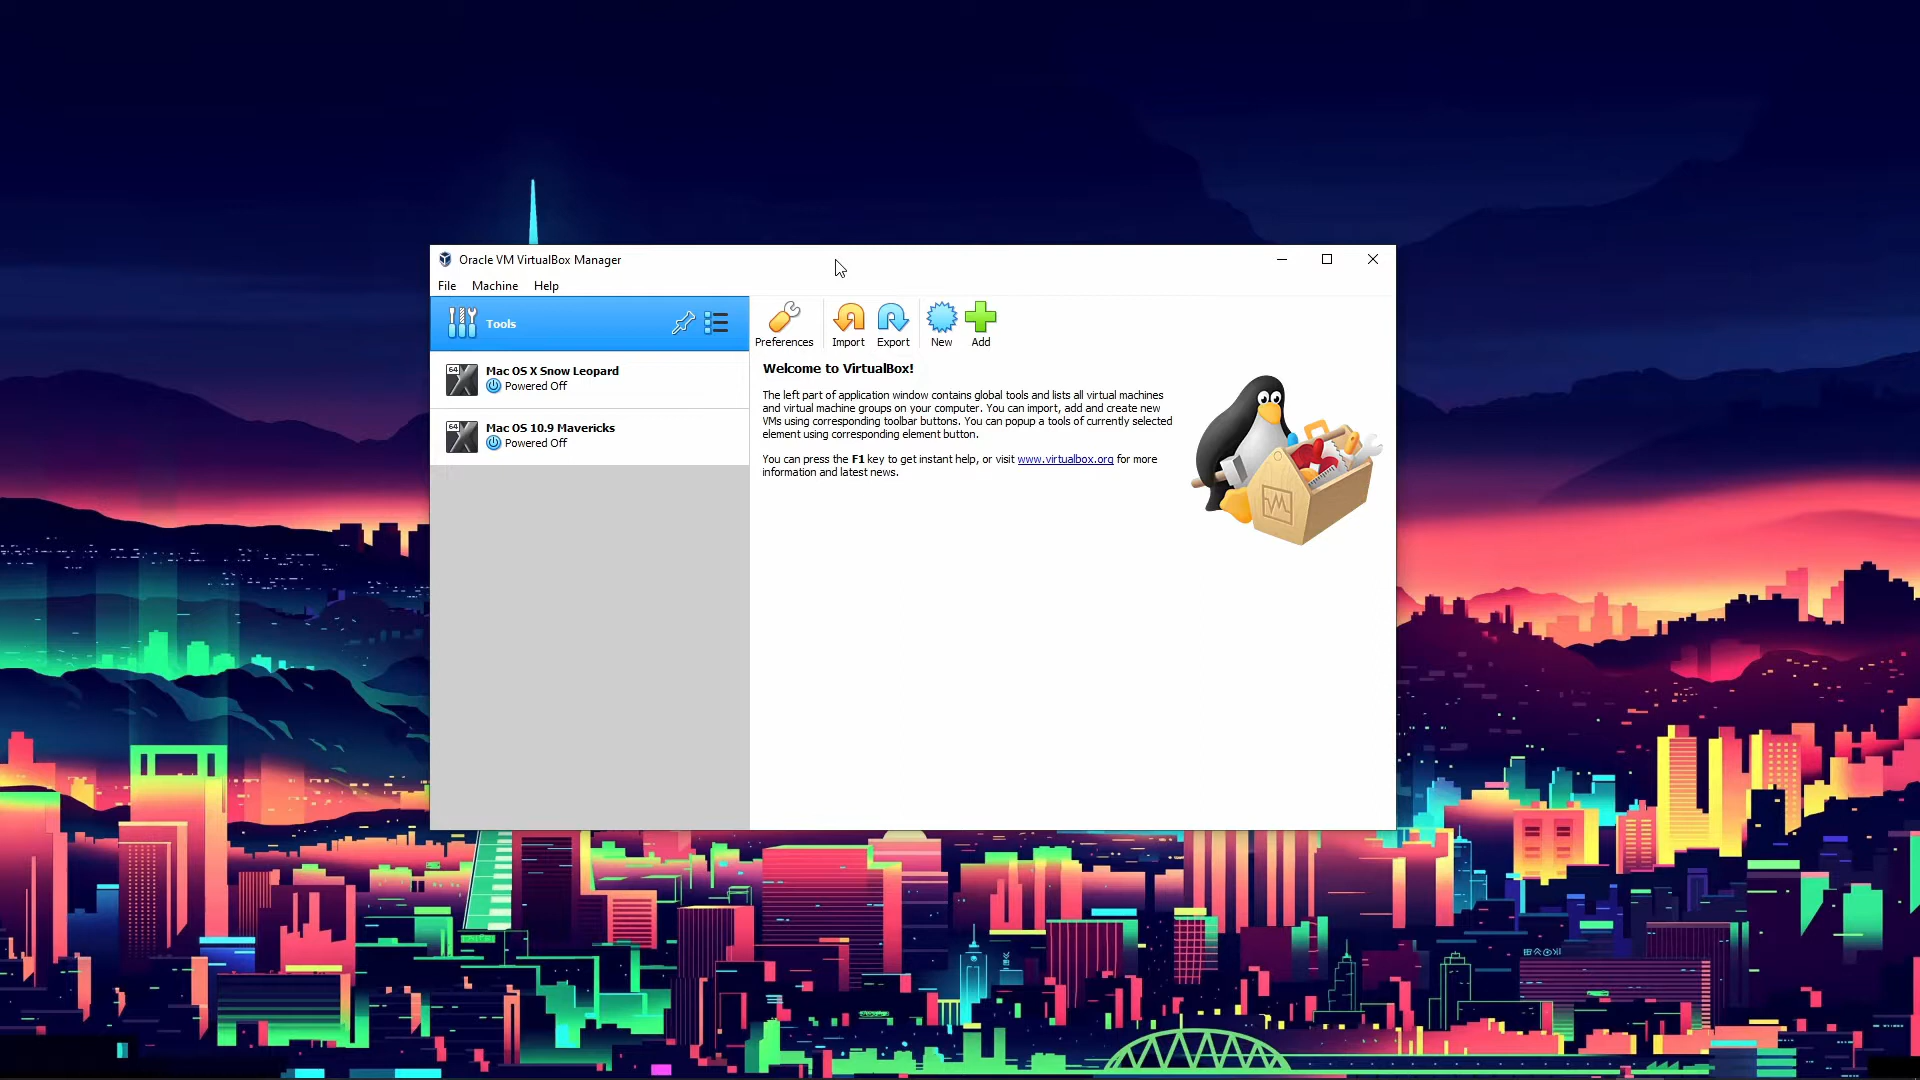 Oracle VM VirtualBox Manager
File Machine Help
Tools
Preferences Import Export New Add
64
Mac OS X Snow Leopard
Powered Off
64
Mac OS 10.9 Mavericks
Powered Off
Welcome to VirtualBox!
The left part of application window contains global tools and lists all virtual machines
and virtual machine groups on your computer. You can import, add and create new
VMs using corresponding toolbar buttons. You can popup a tools of currently selected
element using corresponding element button.
You can press the F1 key to get instant help, or visit www.virtualbox.org for more
information and latest news.